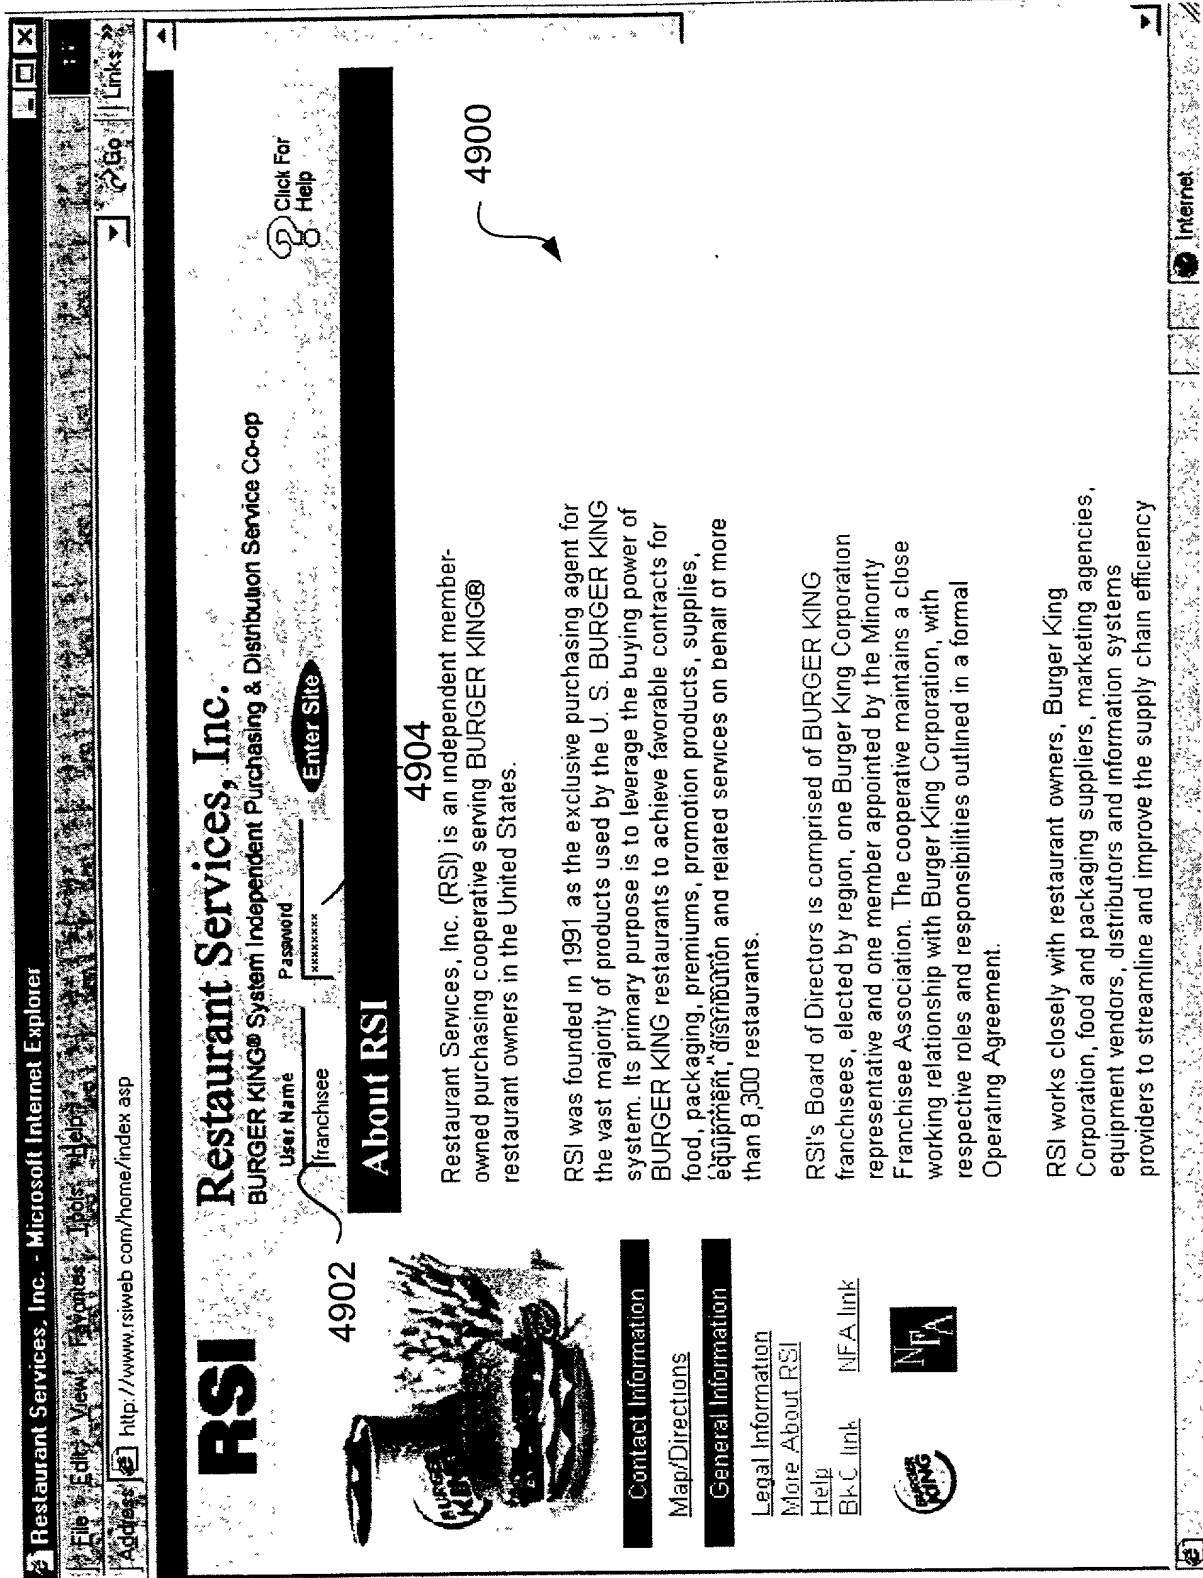 Restaurant Services, Inc. - Microsoft Internet Explorer
File Edit View Favorites Tools Help
Address http://www.rsiweb com/home/index asp Go Links »
RSI
Restaurant Services, Inc.
BURGER KING® System Independent Purchasing & Distribution Service Co-op
User Name Password
franchisee xxxxxxxx Enter Site
Click For
Help
4902
4904
4900
About RSI
BURGER
KING
Contact Information
Map/Directions
General Information
Legal Information
More About RSI
Help
BKC link NFA link
BURGER
KING
NFA
Restaurant Services, Inc. (RSI) is an independent member-
owned purchasing cooperative serving BURGER KING®
restaurant owners in the United States.
RSI was founded in 1991 as the exclusive purchasing agent for
the vast majority of products used by the U. S. BURGER KING
system. Its primary purpose is to leverage the buying power of
BURGER KING restaurants to achieve favorable contracts for
food, packaging, premiums, promotion products, supplies,
equipment, distribution and related services on behalf of more
than 8,300 restaurants.
RSI's Board of Directors is comprised of BURGER KING
franchisees, elected by region, one Burger King Corporation
representative and one member appointed by the Minority
Franchisee Association. The cooperative maintains a close
working relationship with Burger King Corporation, with
respective roles and responsibilities outlined in a formal
Operating Agreement.
RSI works closely with restaurant owners, Burger King
Corporation, food and packaging suppliers, marketing agencies,
equipment vendors, distributors and information systems
providers to streamline and improve the supply chain efficiency
Internet